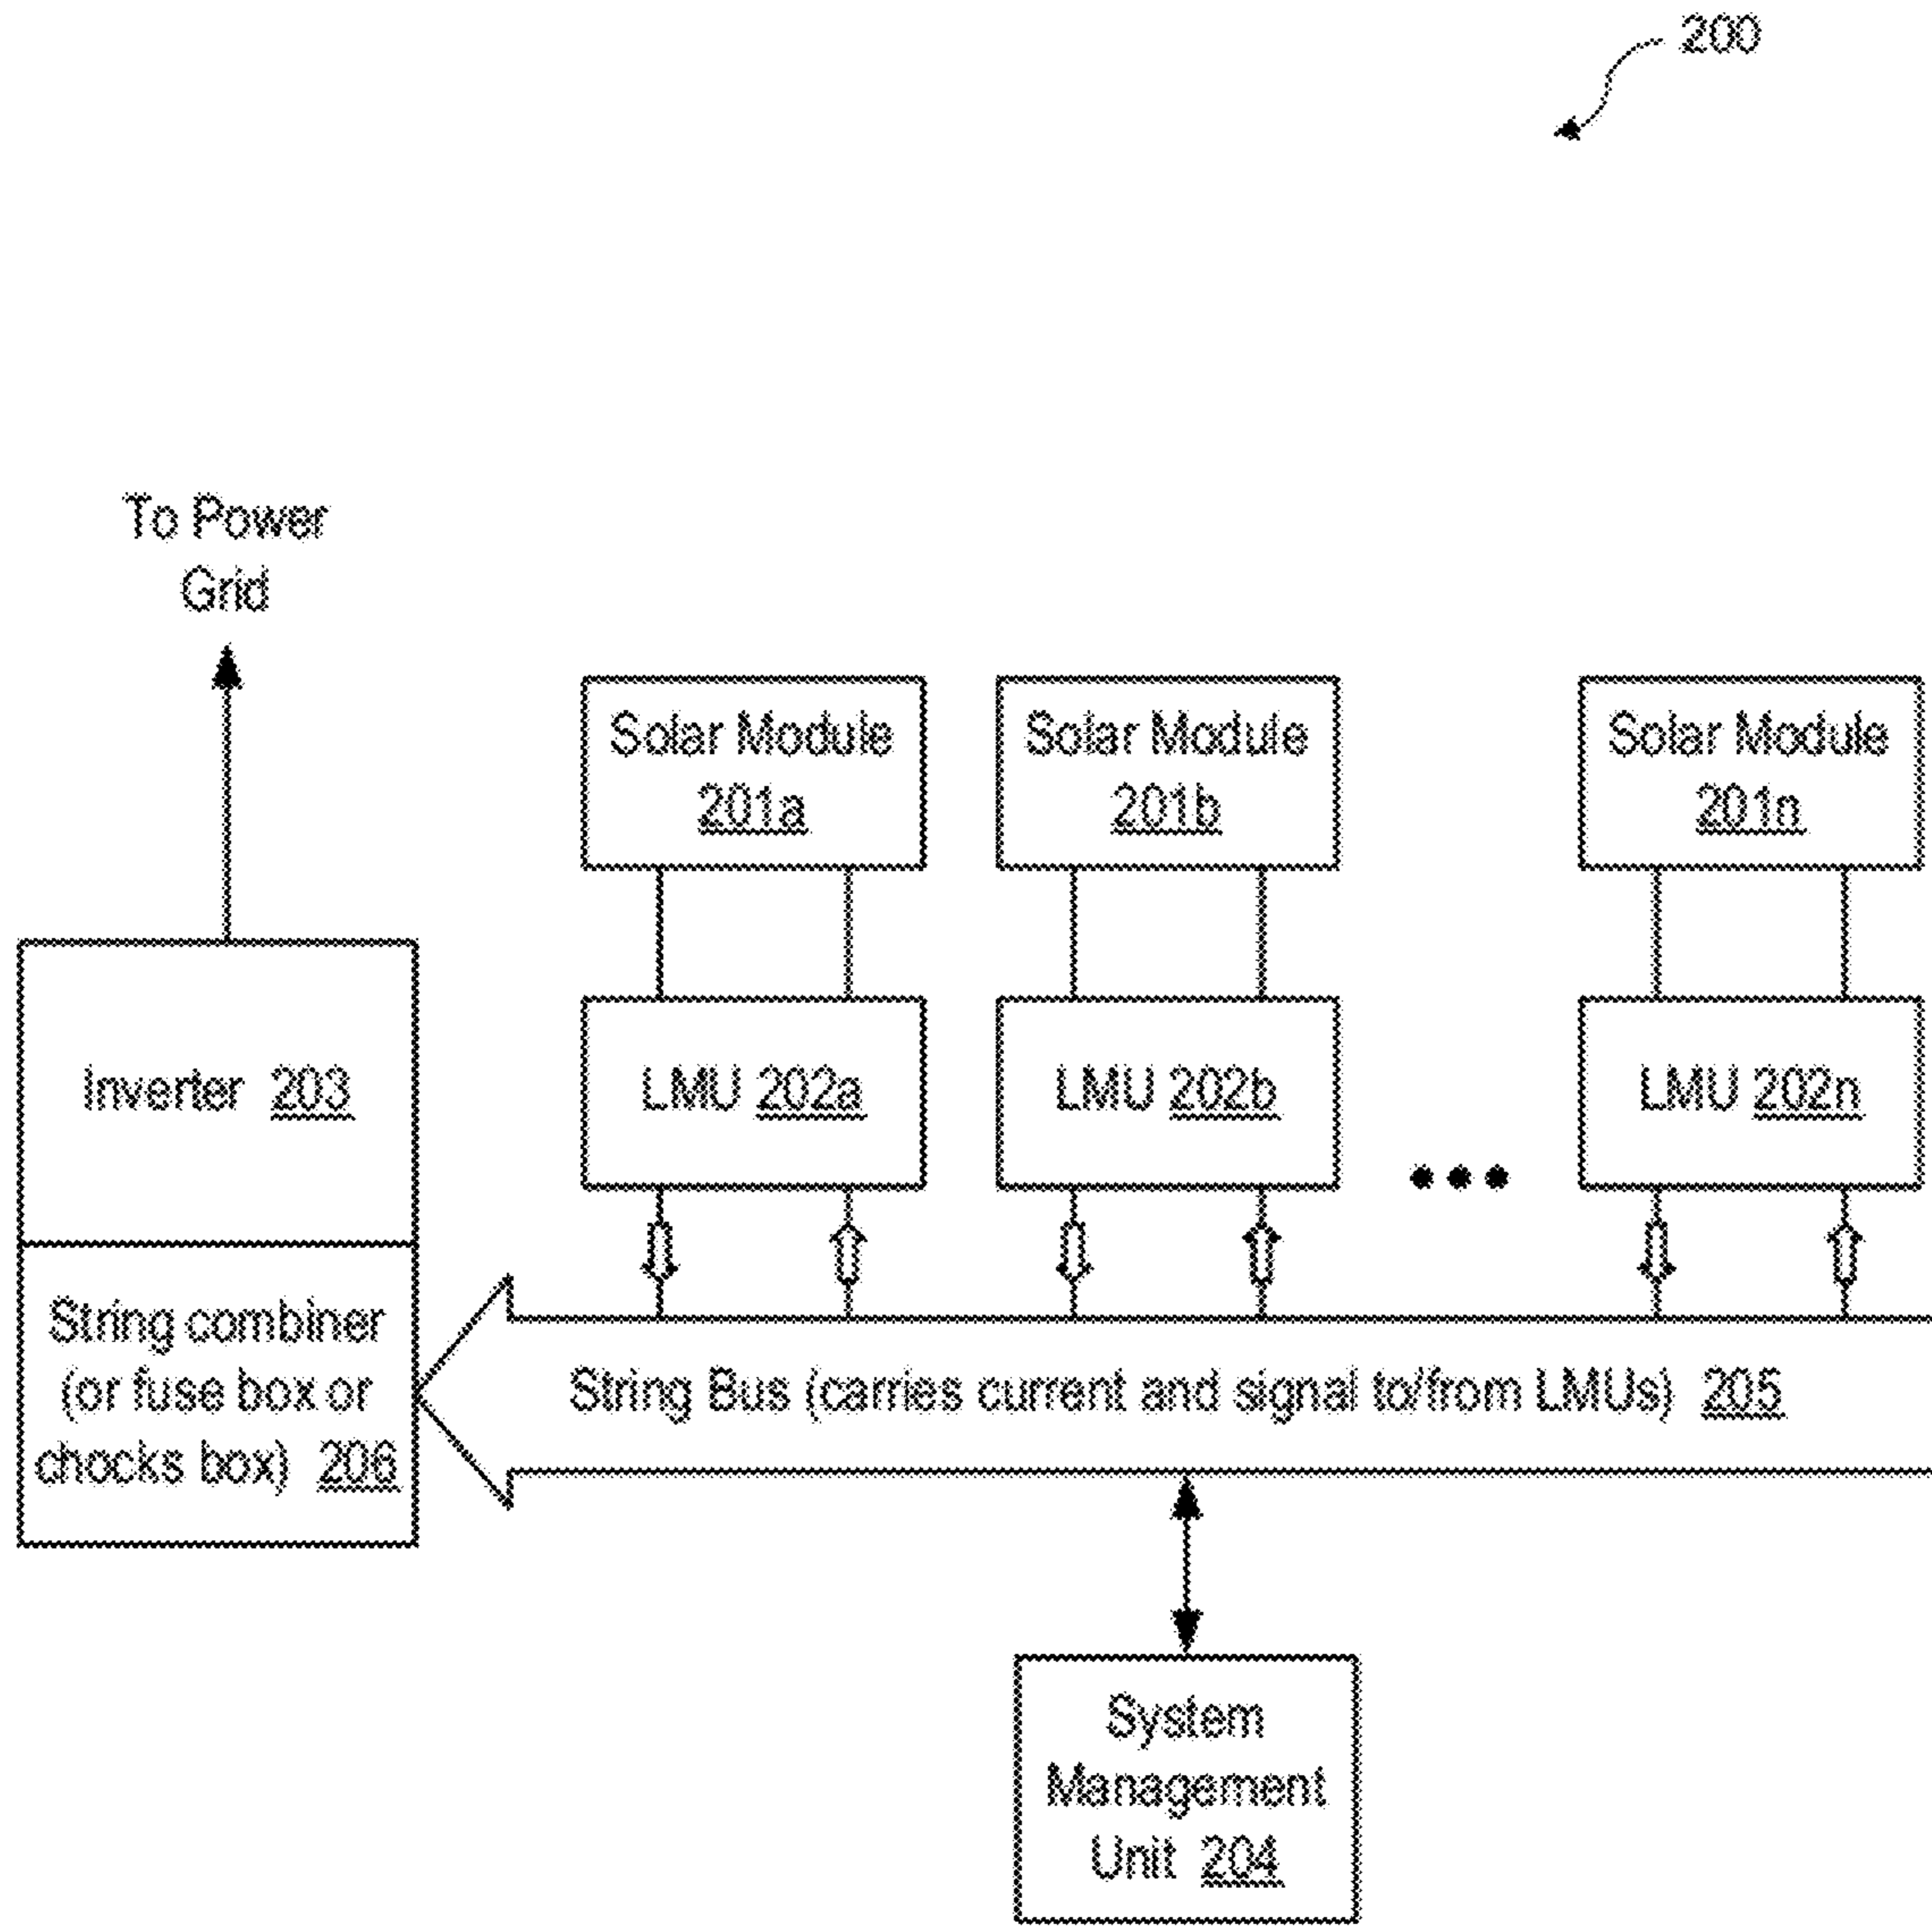 200
To Power
Grid
Solar Module
201a
Solar Module
201b
Solar Module
201n
Inverter 203
LMU 202a
LMU 202b
LMU 202n
String combiner
(or fuse box or
chocks box) 206
String Bus (carries current and signal to/from LMUs) 205
System
Management
Unit 204